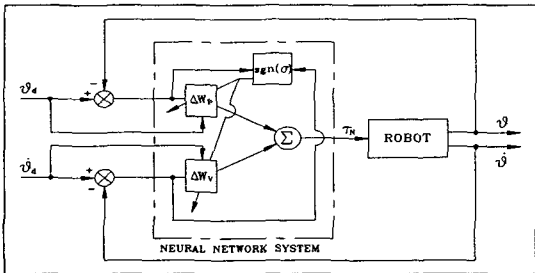 sgn(σ)
ϑd
ΔWp
Σ
τN
ROBOT
ϑ
ϑ̇
ϑ̇d
ΔWv
NEURAL NETWORK SYSTEM